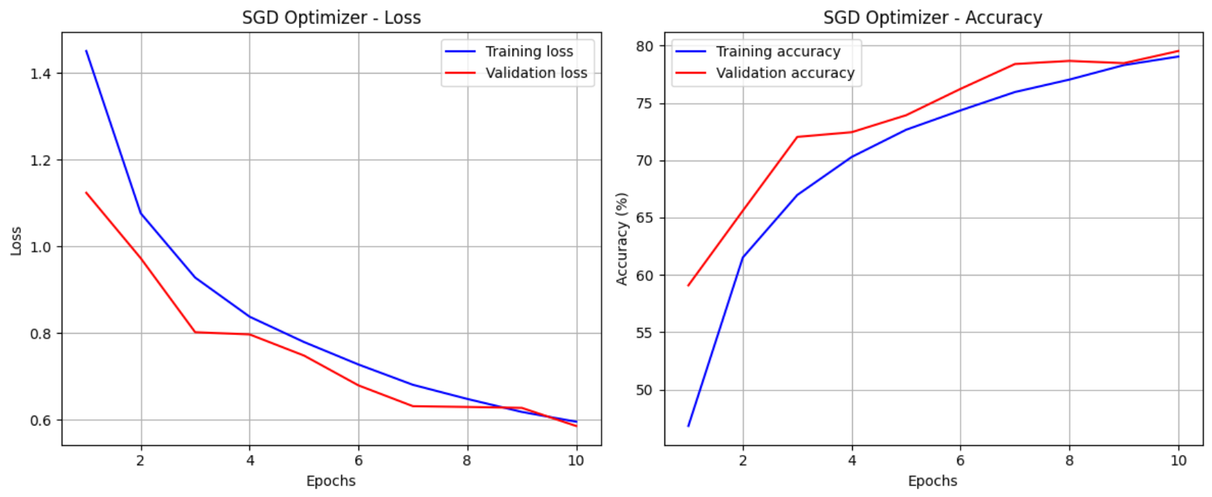 SGD Optimizer - Loss
Training loss
Validation loss
1.4
1.2
1.0
0.8
0.6
Loss
2 4 6 8 10
Epochs
SGD Optimizer - Accuracy
Training accuracy
Validation accuracy
80
75
70
65
60
55
50
Accuracy (%)
2 4 6 8 10
Epochs